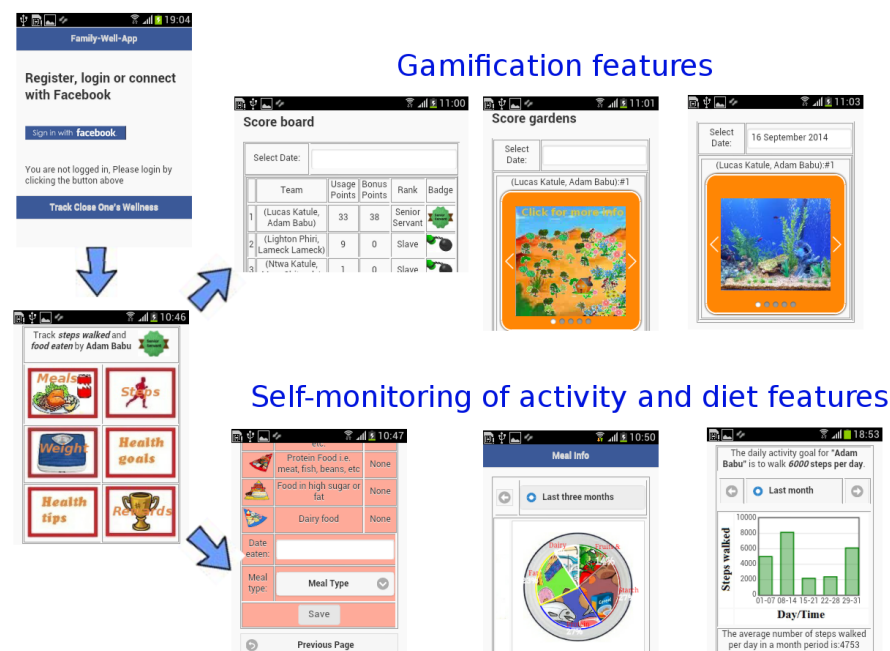 19:04
Family-Well-App
Register, login or connect
with Facebook
Sign in with facebook.
You are not logged in, Please login by
clicking the button above
Track Close One's Wellness
Gamification features
11:00
Score board
Select Date:
Team Usage Points Bonus Points Rank Badge
1 (Lucas Katule, Adam Babu) 33 38 Senior Servant
2 (Lighton Phiri, Lameck Lameck) 9 0 Slave
3 (Ntwa Katule, 1 0 Slave
11:01
Score gardens
Select
Date:
(Lucas Katule, Adam Babu):#1
Click for more info
11:03
Select
Date:
16 September 2014
(Lucas Katule, Adam Babu):#1
10:46
Track steps walked and
food eaten by Adam Babu
Meals
Steps
Weight
Health
goals
Health
tips
Rewards
Self-monitoring of activity and diet features
10:47
etc.
Protein Food i.e.
meat, fish, beans, etc
None
Food in high sugar or
fat
None
Dairy food
None
Date
eaten:
Meal
type:
Meal Type
Save
Previous Page
10:50
Meal Info
Last three months
Dairy
Fruits &
Fat
18:53
The daily activity goal for "Adam
Babu" is to walk 6000 steps per day.
Last month
Steps walked
10000
8000
6000
4000
2000
0
01-07 08-14 15-21 22-28 29-31
Day/Time
The average number of steps walked
per day in a month period is:4753